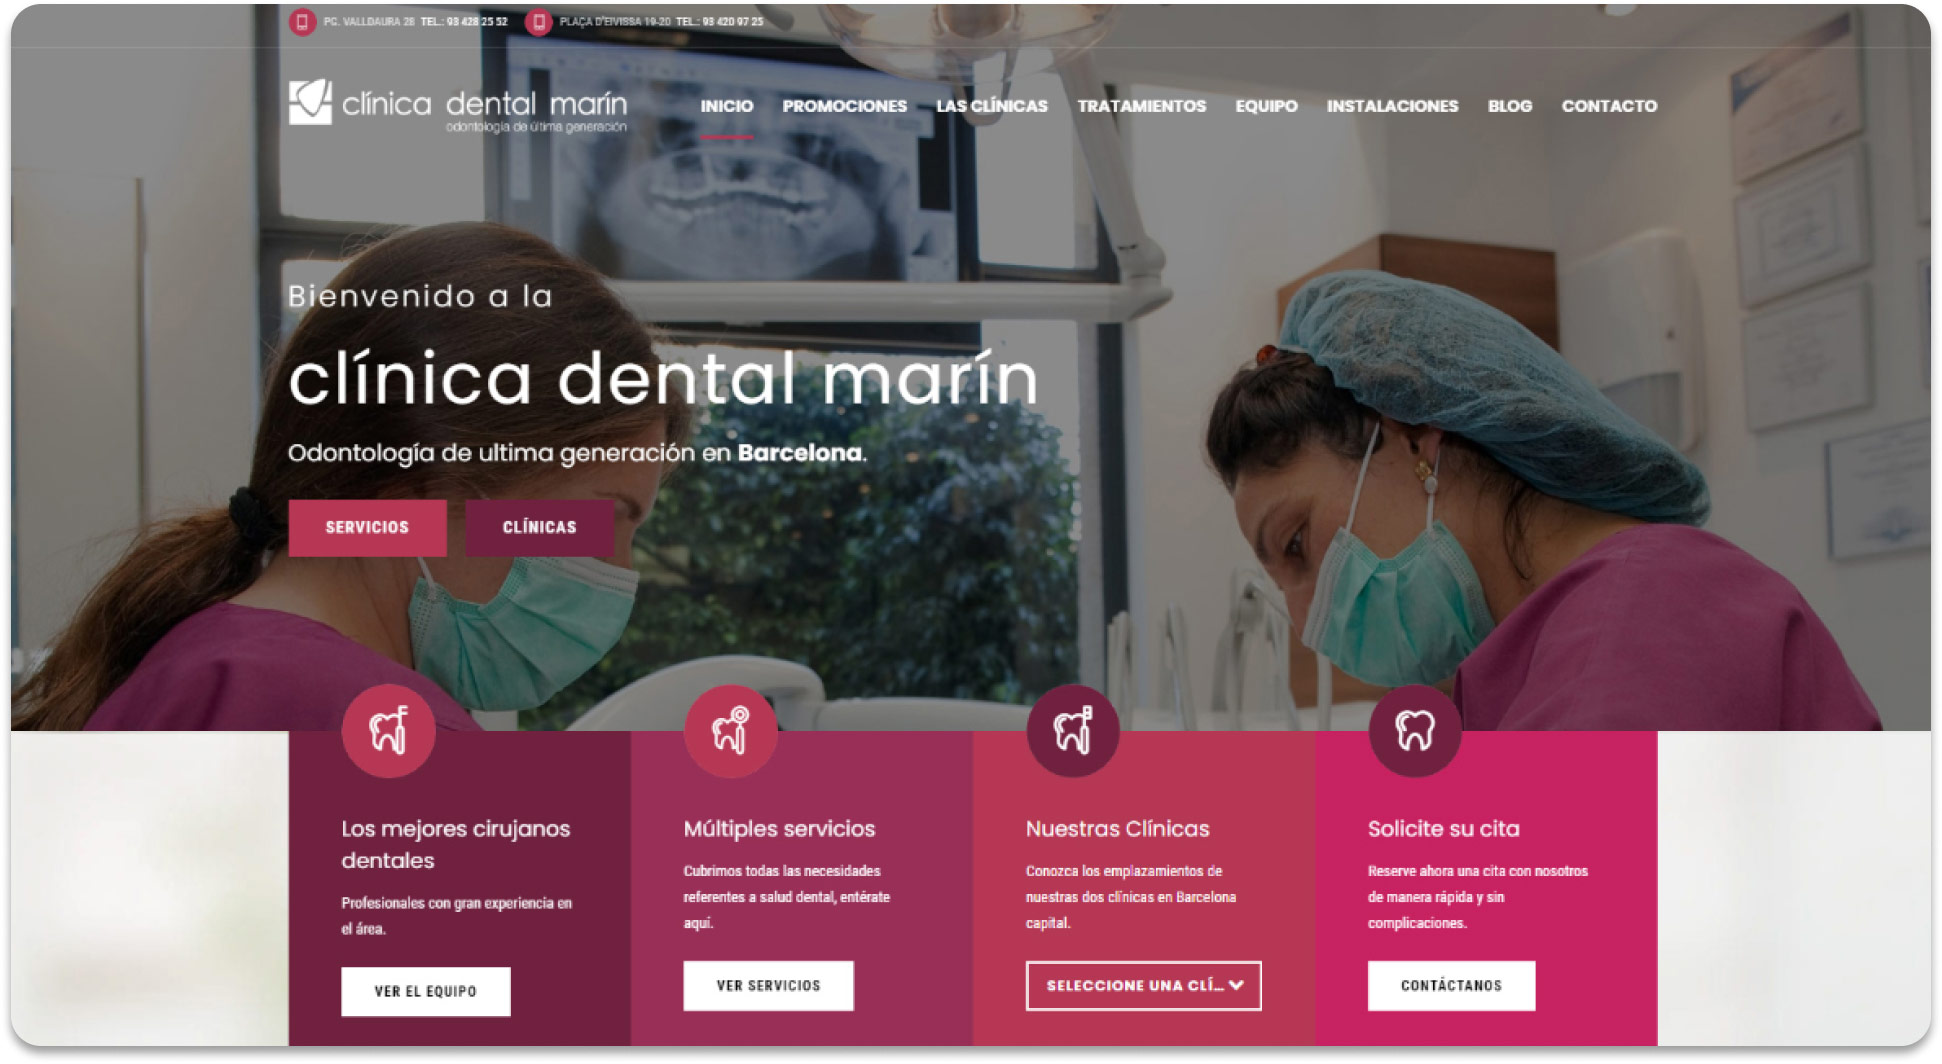 PG. VALLDAURA 28 TEL.: 93 428 25 52 PLAÇA D'EIVISSA 19-20 TEL.: 93 420 97 25
clínica dental marín
odontología de última generación
INICIO PROMOCIONES LAS CLÍNICAS TRATAMIENTOS EQUIPO INSTALACIONES BLOG CONTACTO
Bienvenido a la
clínica dental marín
Odontología de ultima generación en Barcelona.
SERVICIOS CLÍNICAS
Los mejores cirujanos
dentales
Profesionales con gran experiencia en
el área.
VER EL EQUIPO
Múltiples servicios
Cubrimos todas las necesidades
referentes a salud dental, entérate
aquí.
VER SERVICIOS
Nuestras Clínicas
Conozca los emplazamientos de
nuestras dos clínicas en Barcelona
capital.
SELECCIONE UNA CLÍ...
Solicite su cita
Reserve ahora una cita con nosotros
de manera rápida y sin
complicaciones.
CONTÁCTANOS